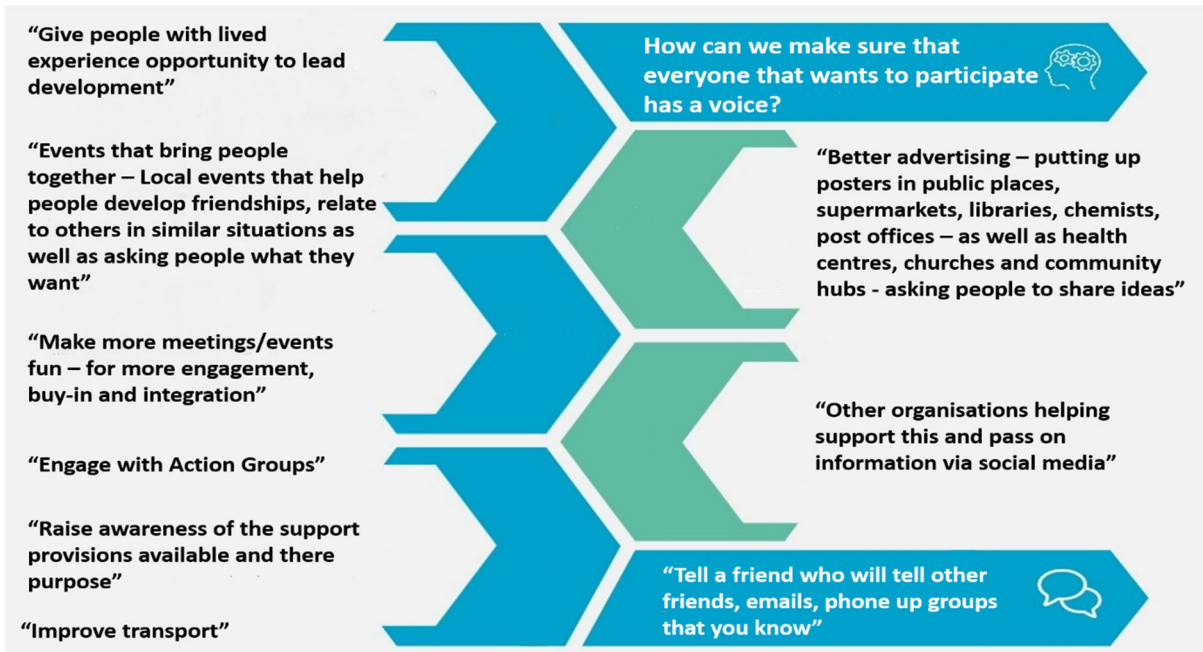 “Give people with lived
experience opportunity to lead
development”
“Events that bring people
together – Local events that help
people develop friendships, relate
to others in similar situations as
well as asking people what they
want”
“Make more meetings/events
fun – for more engagement,
buy-in and integration”
“Engage with Action Groups”
“Raise awareness of the support
provisions available and there
purpose”
“Improve transport”
How can we make sure that
everyone that wants to participate
has a voice?
“Better advertising – putting up
posters in public places,
supermarkets, libraries, chemists,
post offices – as well as health
centres, churches and community
hubs - asking people to share ideas”
“Other organisations helping
support this and pass on
information via social media”
“Tell a friend who will tell other
friends, emails, phone up groups
that you know”